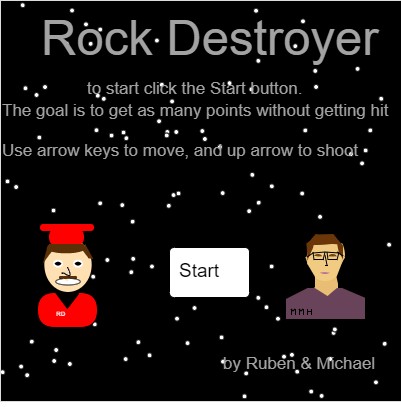 Rock Destroyer
to start click the Start button.
The goal is to get as many points without getting hit
Use arrow keys to move, and up arrow to shoot
Start
RD
MMH
by Ruben & Michael